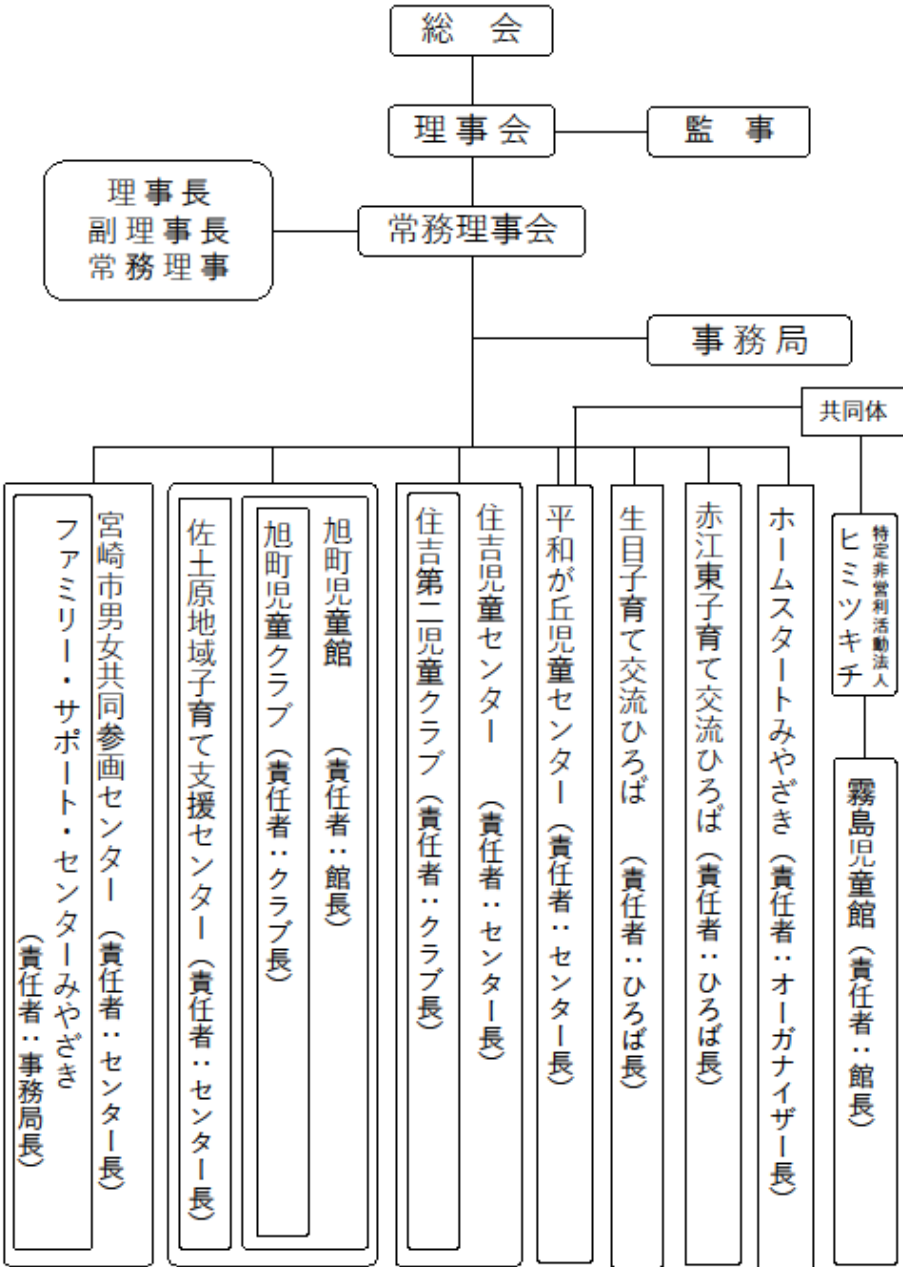 総　会
理事会
監　事
理事長
副理事長
常務理事
常務理事会
事務局
共同体
宮崎市男女共同参画センター（責任者：センター長）
ファミリー・サポート・センターみやざき
（責任者：事務局長）
佐土原地域子育て支援センター（責任者：センター長）
旭町児童館　（責任者：館長）
旭町児童クラブ（責任者：クラブ長）
住吉児童センター　（責任者：センター長）
住吉第二児童クラブ（責任者：クラブ長）
平和が丘児童センター（責任者：センター長）
生目子育て交流ひろば　（責任者：ひろば長）
赤江東子育て交流ひろば（責任者：ひろば長）
ホームスタートみやざき（責任者：オーガナイザー長）
特定非営利活動法人
ヒミツキチ
霧島児童館（責任者：館長）